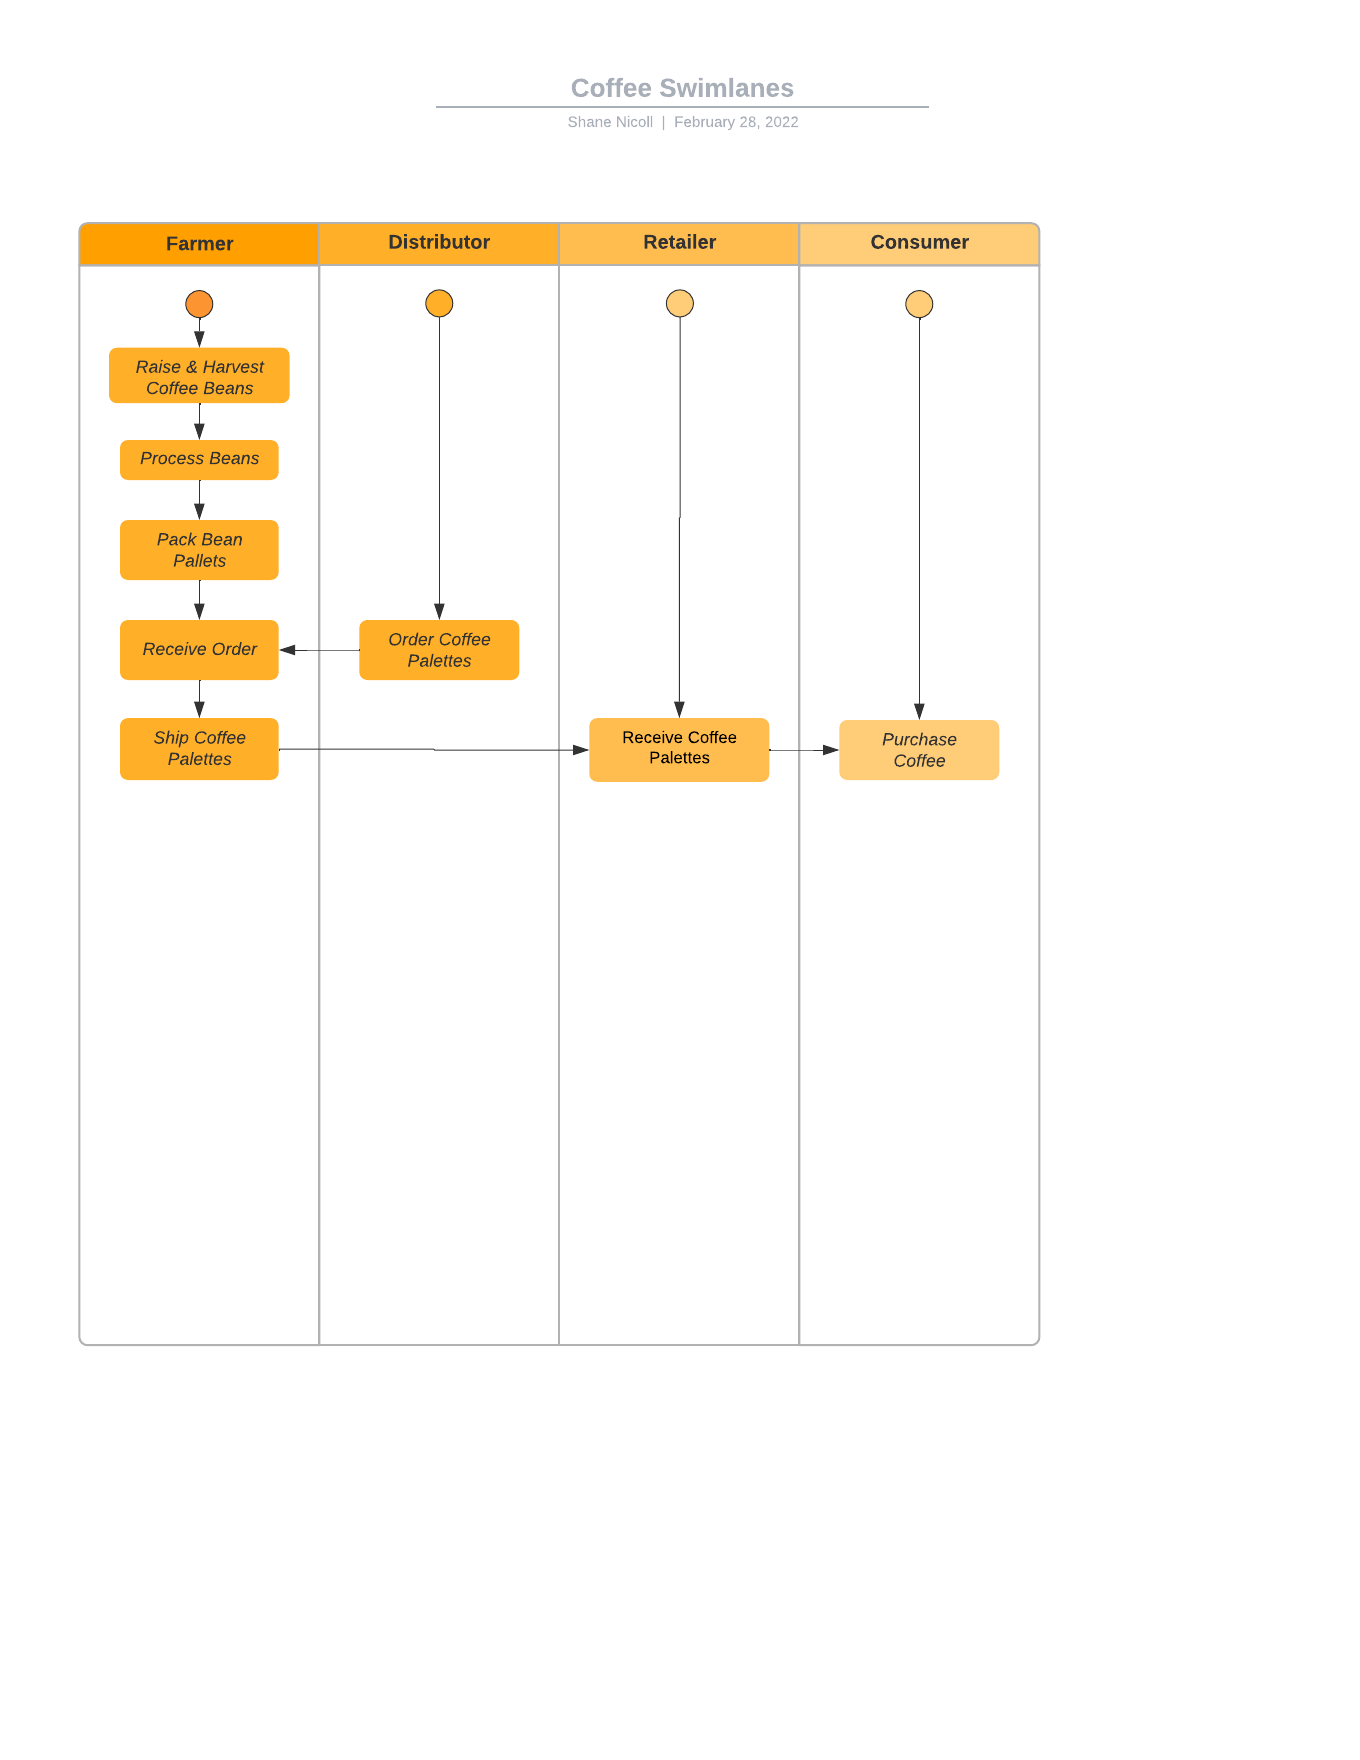 Coffee Swimlanes
Shane Nicoll | February 28, 2022
Farmer
Distributor
Retailer
Consumer
Raise & Harvest
Coffee Beans
Process Beans
Pack Bean
Pallets
Receive Order
Order Coffee
Palettes
Ship Coffee
Palettes
Receive Coffee
Palettes
Purchase
Coffee